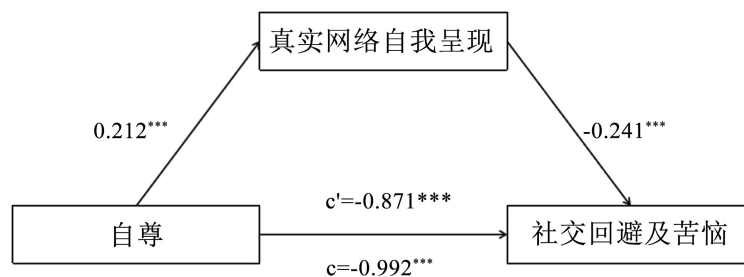 真实网络自我呈现
0.212***
-0.241***
c'=-0.871***
自尊
社交回避及苦恼
c=-0.992***